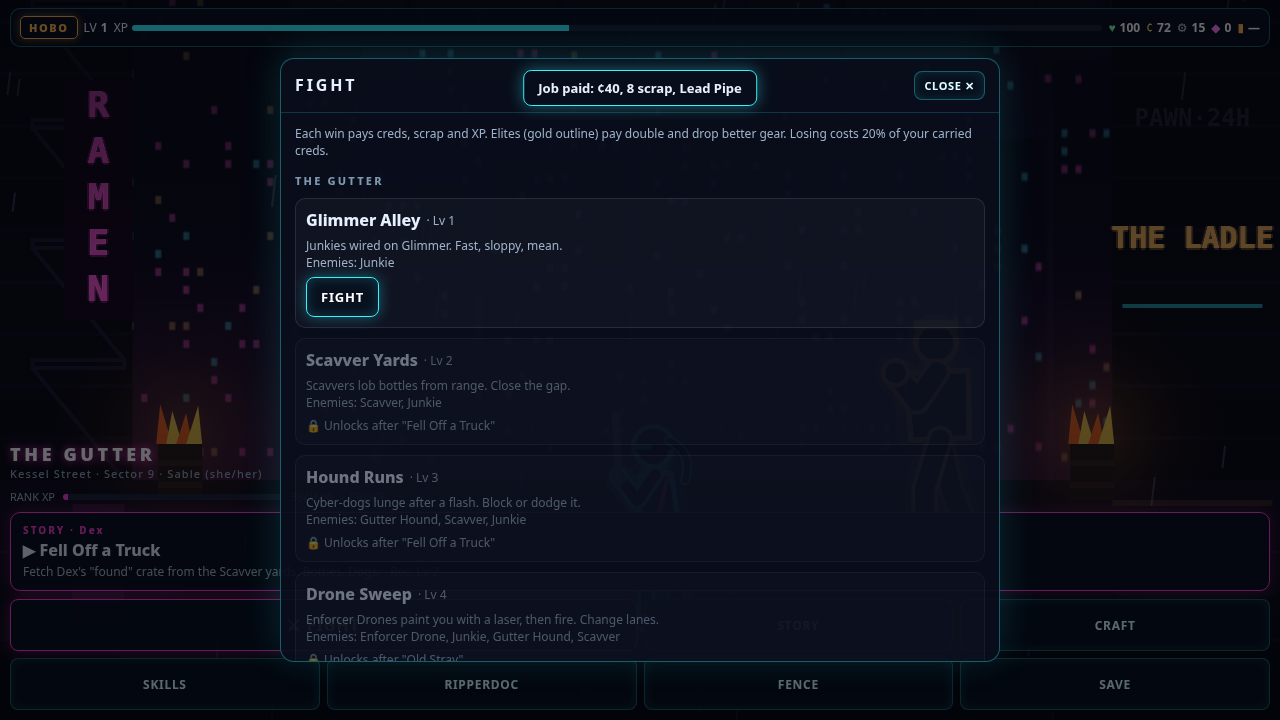 HOBO LV 1 XP ♥ 100 ₵ 72 ⚙ 15 ◆ 0 ▮ —
FIGHT
Job paid: ¢40, 8 scrap, Lead Pipe
CLOSE ✕
Each win pays creds, scrap and XP. Elites (gold outline) pay double and drop better gear. Losing costs 20% of your carried
creds.
THE GUTTER
Glimmer Alley · Lv 1
Junkies wired on Glimmer. Fast, sloppy, mean.
Enemies: Junkie
FIGHT
Scavver Yards · Lv 2
Scavvers lob bottles from range. Close the gap.
Enemies: Scavver, Junkie
🔒 Unlocks after "Fell Off a Truck"
Hound Runs · Lv 3
Cyber-dogs lunge after a flash. Block or dodge it.
Enemies: Gutter Hound, Scavver, Junkie
🔒 Unlocks after "Fell Off a Truck"
Drone Sweep · Lv 4
Enforcer Drones paint you with a laser, then fire. Change lanes.
Enemies: Enforcer Drone, Junkie, Gutter Hound, Scavver
🔒 Unlocks after "Old Stray"
RAMEN
PAWN·24H
THE LADLE
THE GUTTER
Kessel Street · Sector 9 · Sable (she/her)
RANK XP
STORY · Dex
▶ Fell Off a Truck
Fetch Dex's "found" crate from the Scavver
STORY
CRAFT
SKILLS
RIPPERDOC
FENCE
SAVE